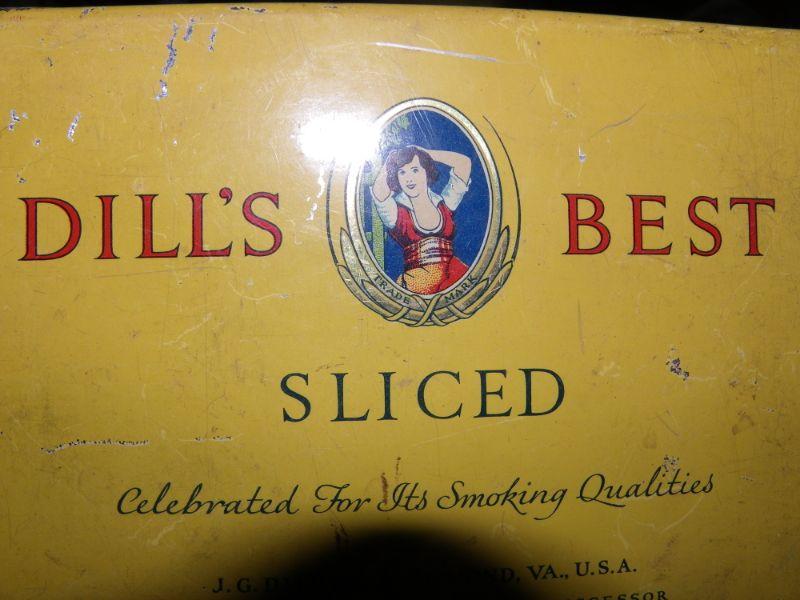 DILL'S BEST
TRADE MARK
SLICED
Celebrated For Its Smoking Qualities
J. G. VA., U.S.A.